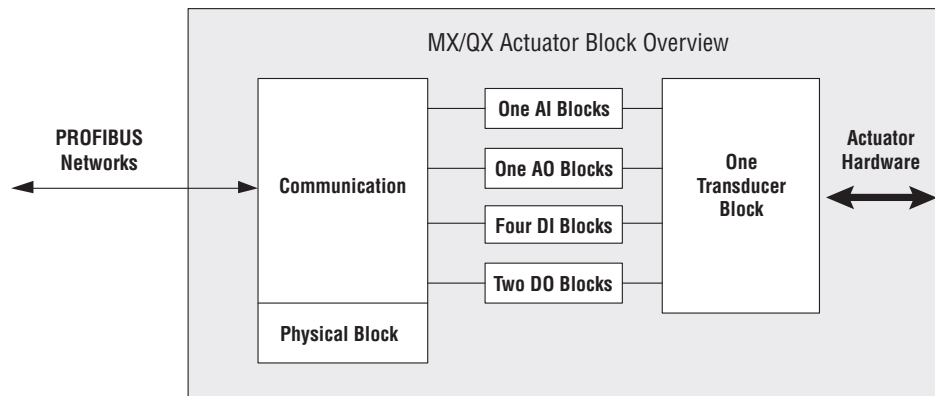 MX/QX Actuator Block Overview
PROFIBUS
Networks
Communication
Physical Block
One AI Blocks
One AO Blocks
Four DI Blocks
Two DO Blocks
One
Transducer
Block
Actuator
Hardware